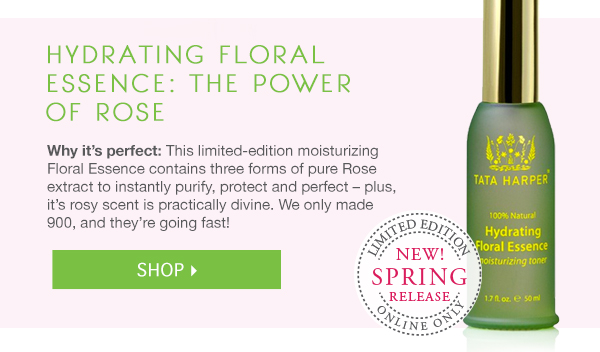 HYDRATING FLORAL
ESSENCE: THE POWER
OF ROSE
Why it's perfect: This limited-edition moisturizing
Floral Essence contains three forms of pure Rose
extract to instantly purify, protect and perfect – plus,
it's rosy scent is practically divine. We only made
900, and they're going fast!
SHOP
LIMITED EDITION
NEW!
SPRING
RELEASE
ONLINE ONLY
TATA HARPER
100% Natural
Hydrating
Floral Essence
moisturizing toner
1.7 fl. oz. ℮ 50 ml